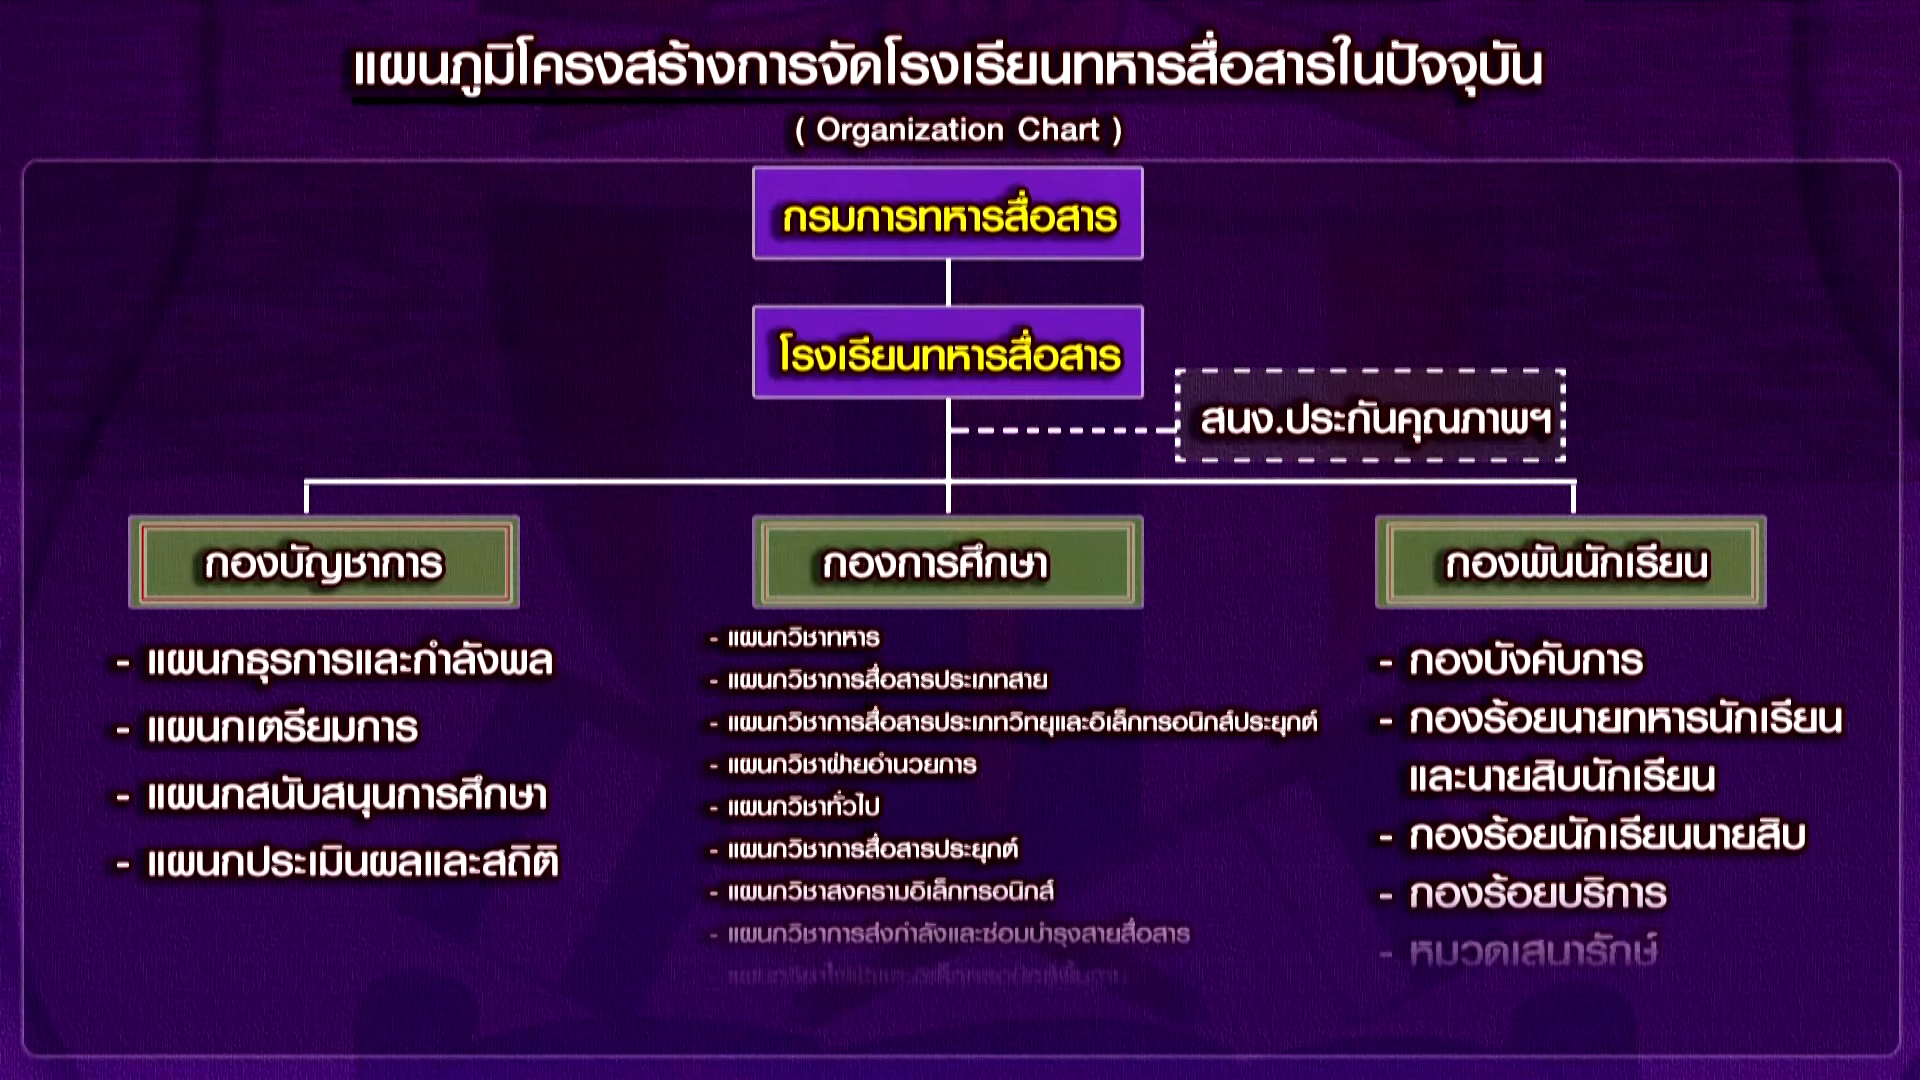 แผนภูมิโครงสร้างการจัดโรงเรียนทหารสื่อสารในปัจจุบัน
( Organization Chart )
กรมการทหารสื่อสาร
โรงเรียนทหารสื่อสาร
สนง.ประกันคุณภาพฯ
กองบัญชาการ
- แผนกธุรการและกำลังพล
- แผนกเตรียมการ
- แผนกสนับสนุนการศึกษา
- แผนกประเมินผลและสถิติ
กองการศึกษา
- แผนกวิชาทหาร
- แผนกวิชาการสื่อสารประเภทสาย
- แผนกวิชาการสื่อสารประเภทวิทยุและอิเล็กทรอนิกส์ประยุกต์
- แผนกวิชาฝ่ายอำนวยการ
- แผนกวิชาทั่วไป
- แผนกวิชาการสื่อสารประยุกต์
- แผนกวิชาสงครามอิเล็กทรอนิกส์
- แผนกวิชาการส่งกำลังและซ่อมบำรุงสายสื่อสาร
กองพันนักเรียน
- กองบังคับการ
- กองร้อยนายทหารนักเรียน
และนายสิบนักเรียน
- กองร้อยนักเรียนนายสิบ
- กองร้อยบริการ
- หมวดเสนารักษ์